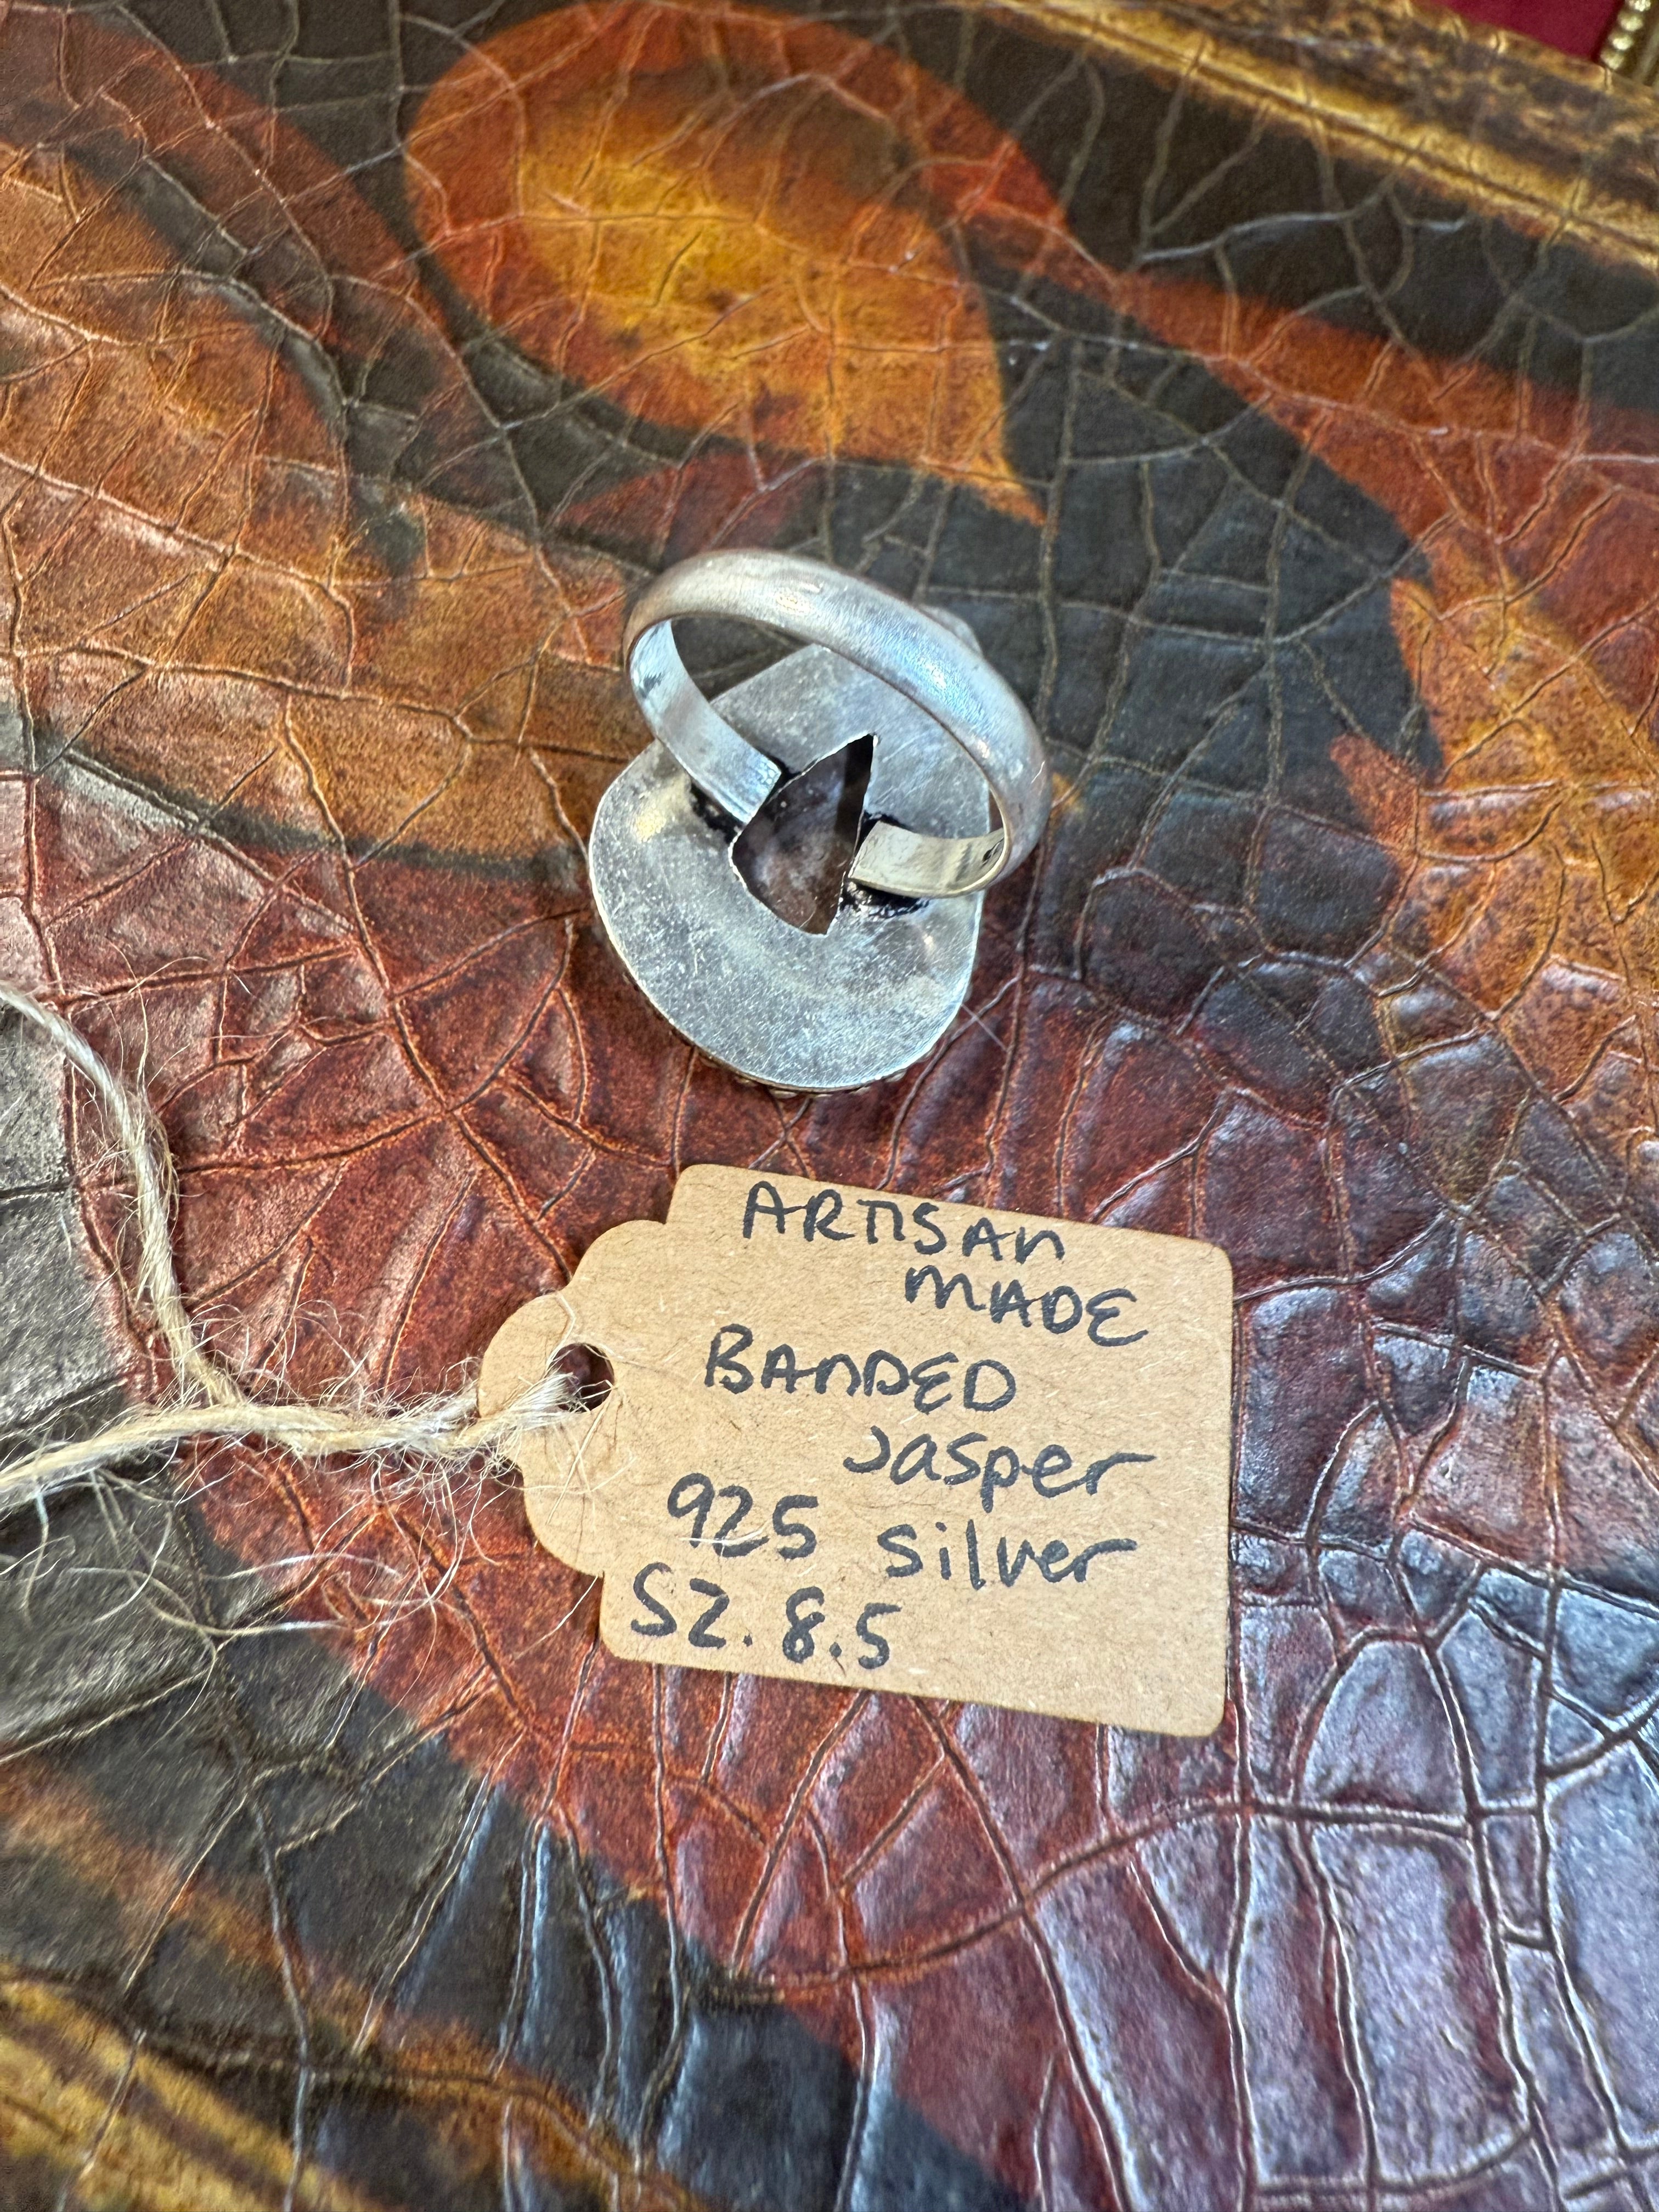 ARTISAN
MADE
BANDED
Jasper
925 silver
SZ. 8.5